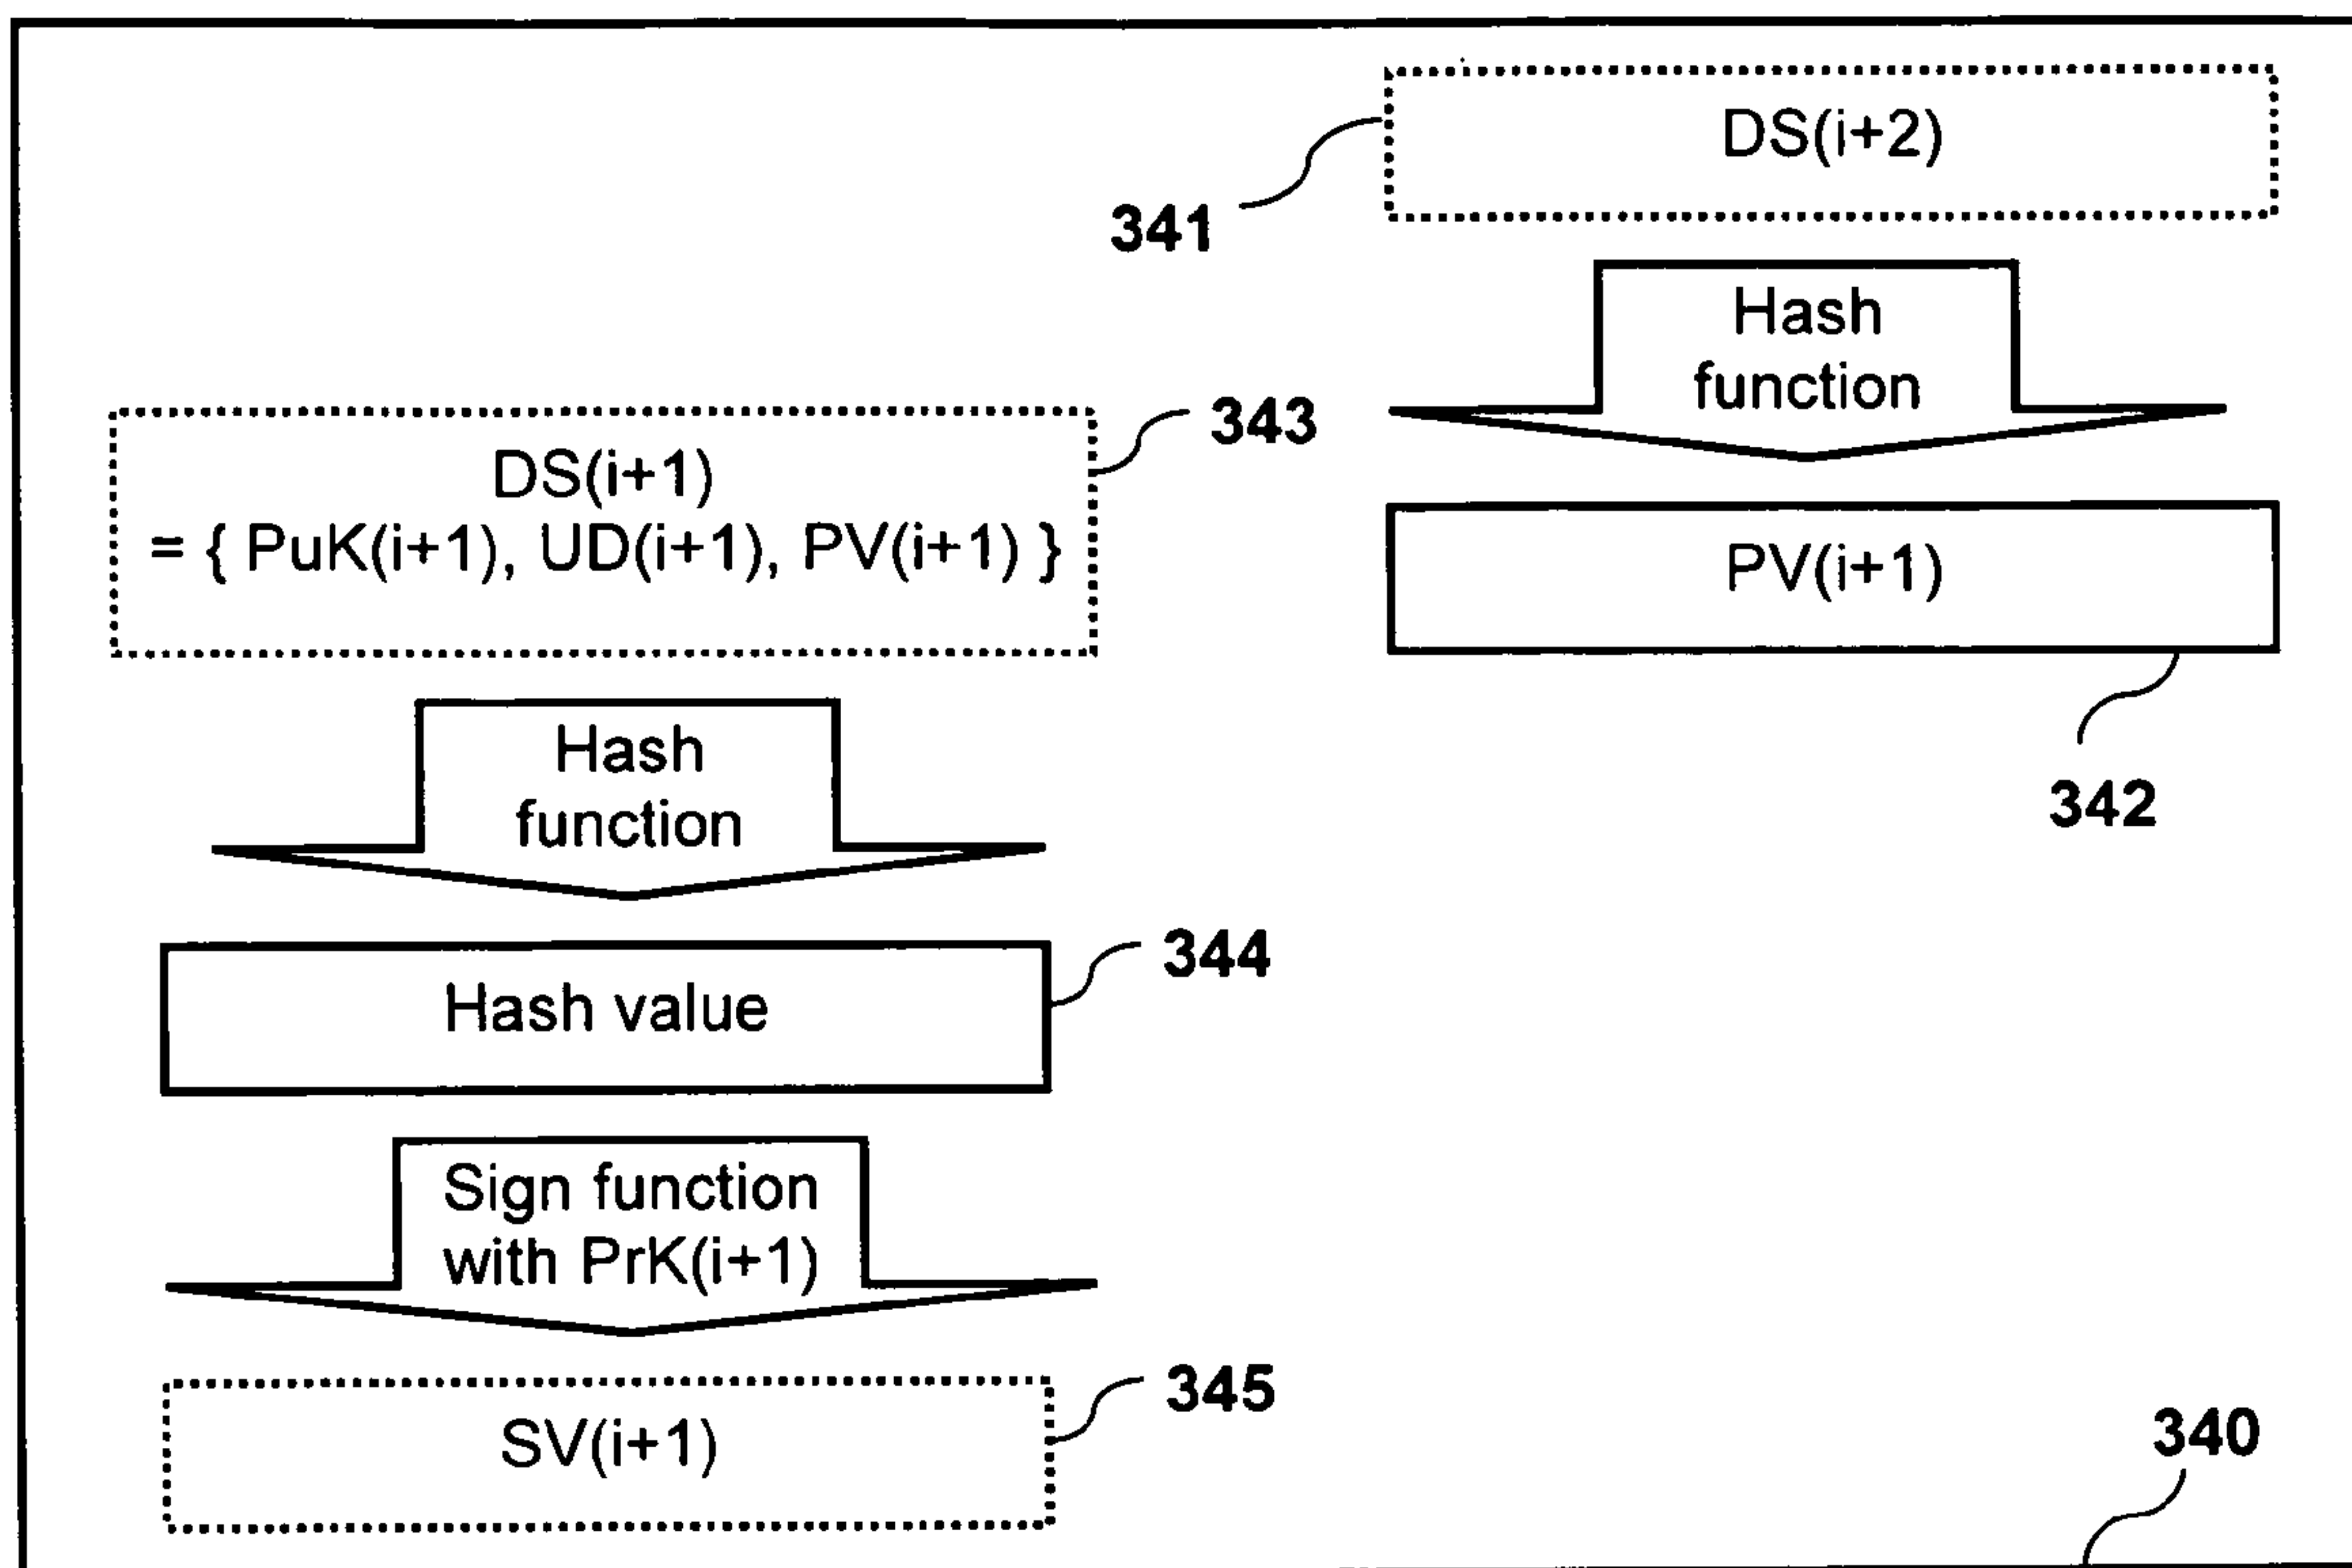 DS(i+2)
341
Hash
function
343
DS(i+1)
= { PuK(i+1), UD(i+1), PV(i+1) }
PV(i+1)
342
Hash
function
344
Hash value
Sign function
with PrK(i+1)
345
SV(i+1)
340